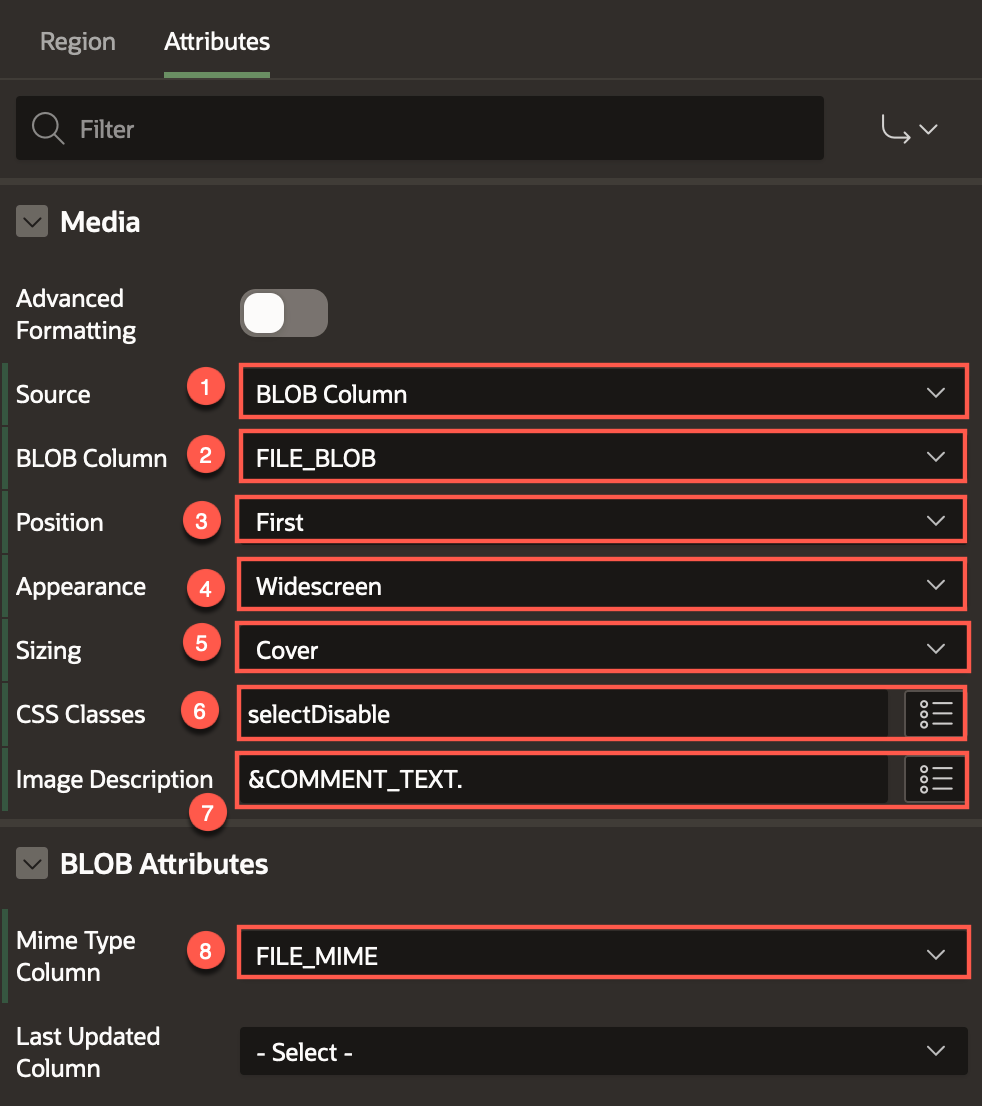 Region Attributes
Filter
Media
Advanced
Formatting
Source 1 BLOB Column
BLOB Column 2 FILE_BLOB
Position 3 First
Appearance 4 Widescreen
Sizing 5 Cover
CSS Classes 6 selectDisable
Image Description &COMMENT_TEXT.
7
BLOB Attributes
Mime Type
Column 8 FILE_MIME
Last Updated
Column - Select -